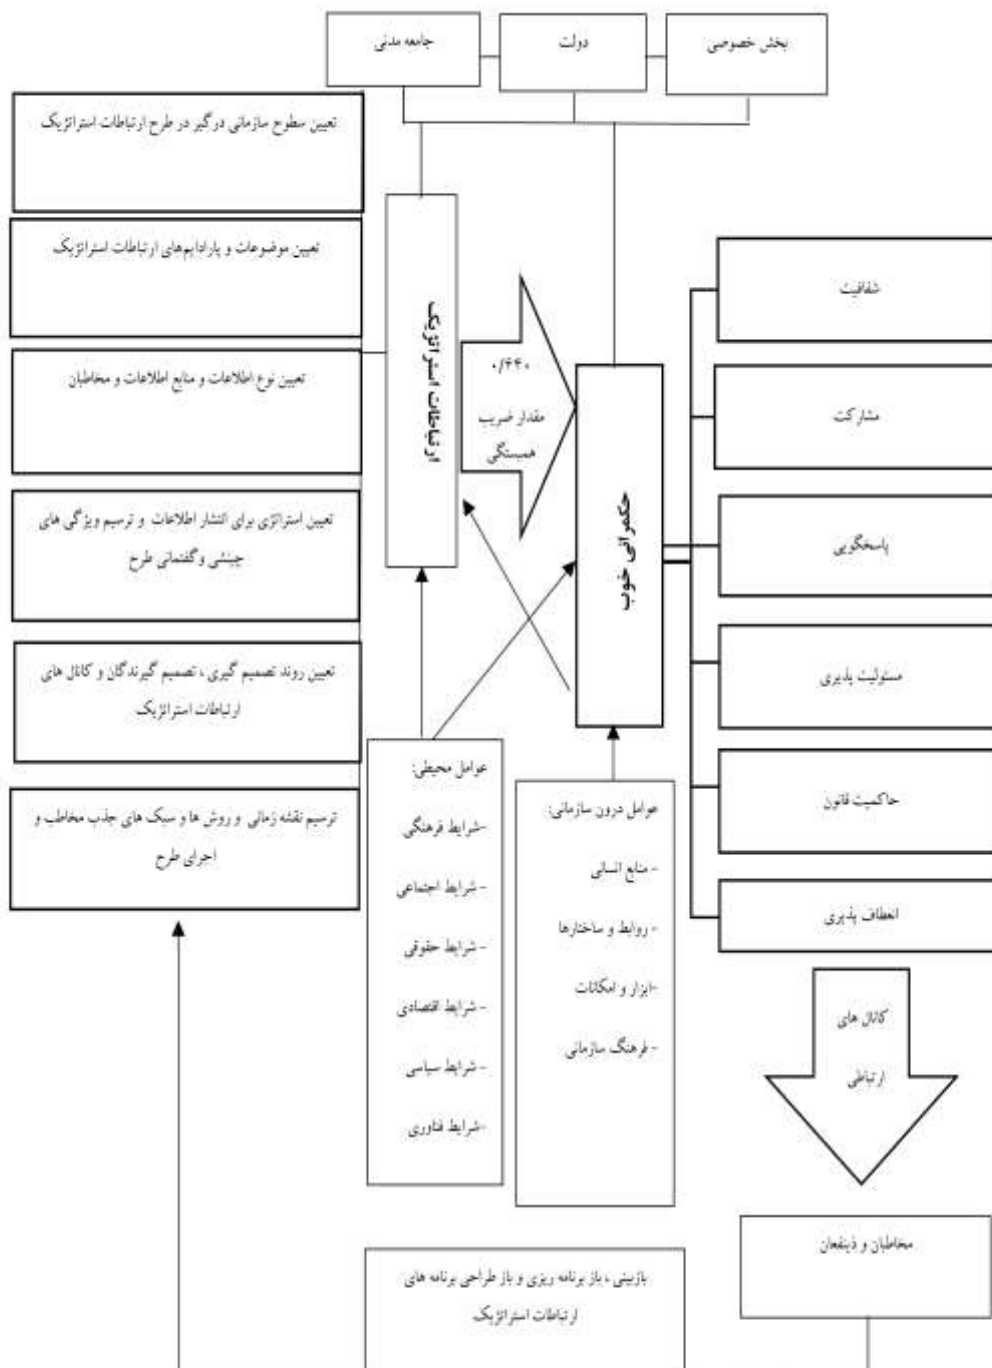 بخش خصوصی
دولت
جامعه مدنی
تعیین سطوح سازمانی درگیر در طرح ارتباطات استراتژیک
تعیین موضوعات و پارادایم‌های ارتباطات استراتژیک
تعیین نوع اطلاعات و منابع اطلاعات و مخاطبان
تعیین استراتژی برای انتشار اطلاعات و ترسیم ویژگی های
چینشی وگفتمانی طرح
تعیین روند تصمیم گیری ، تصمیم گیرندگان و کانال های
ارتباطات استراتژیک
ترسیم نقشه زمانی و روش ها و سبک های جذب مخاطب و
اجرای طرح
ارتباطات استراتژیک
۰/۶۴۰
مقدار ضریب
همبستگی
حکمرانی خوب
شفافیت
مشارکت
پاسخگویی
مسئولیت پذیری
حاکمیت قانون
انعطاف پذیری
عوامل محیطی:
-شرایط فرهنگی
- شرایط اجتماعی
- شرایط حقوقی
- شرایط اقتصادی
- شرایط سیاسی
-شرایط فناوری
عوامل درون سازمانی:
- منابع انسانی
- روابط و ساختارها
-ابزار و امکانات
- فرهنگ سازمانی
کانال های
ارتباطی
مخاطبان و ذینفعان
بازبینی ، باز برنامه ریزی و باز طراحی برنامه های
ارتباطات استراتژیک